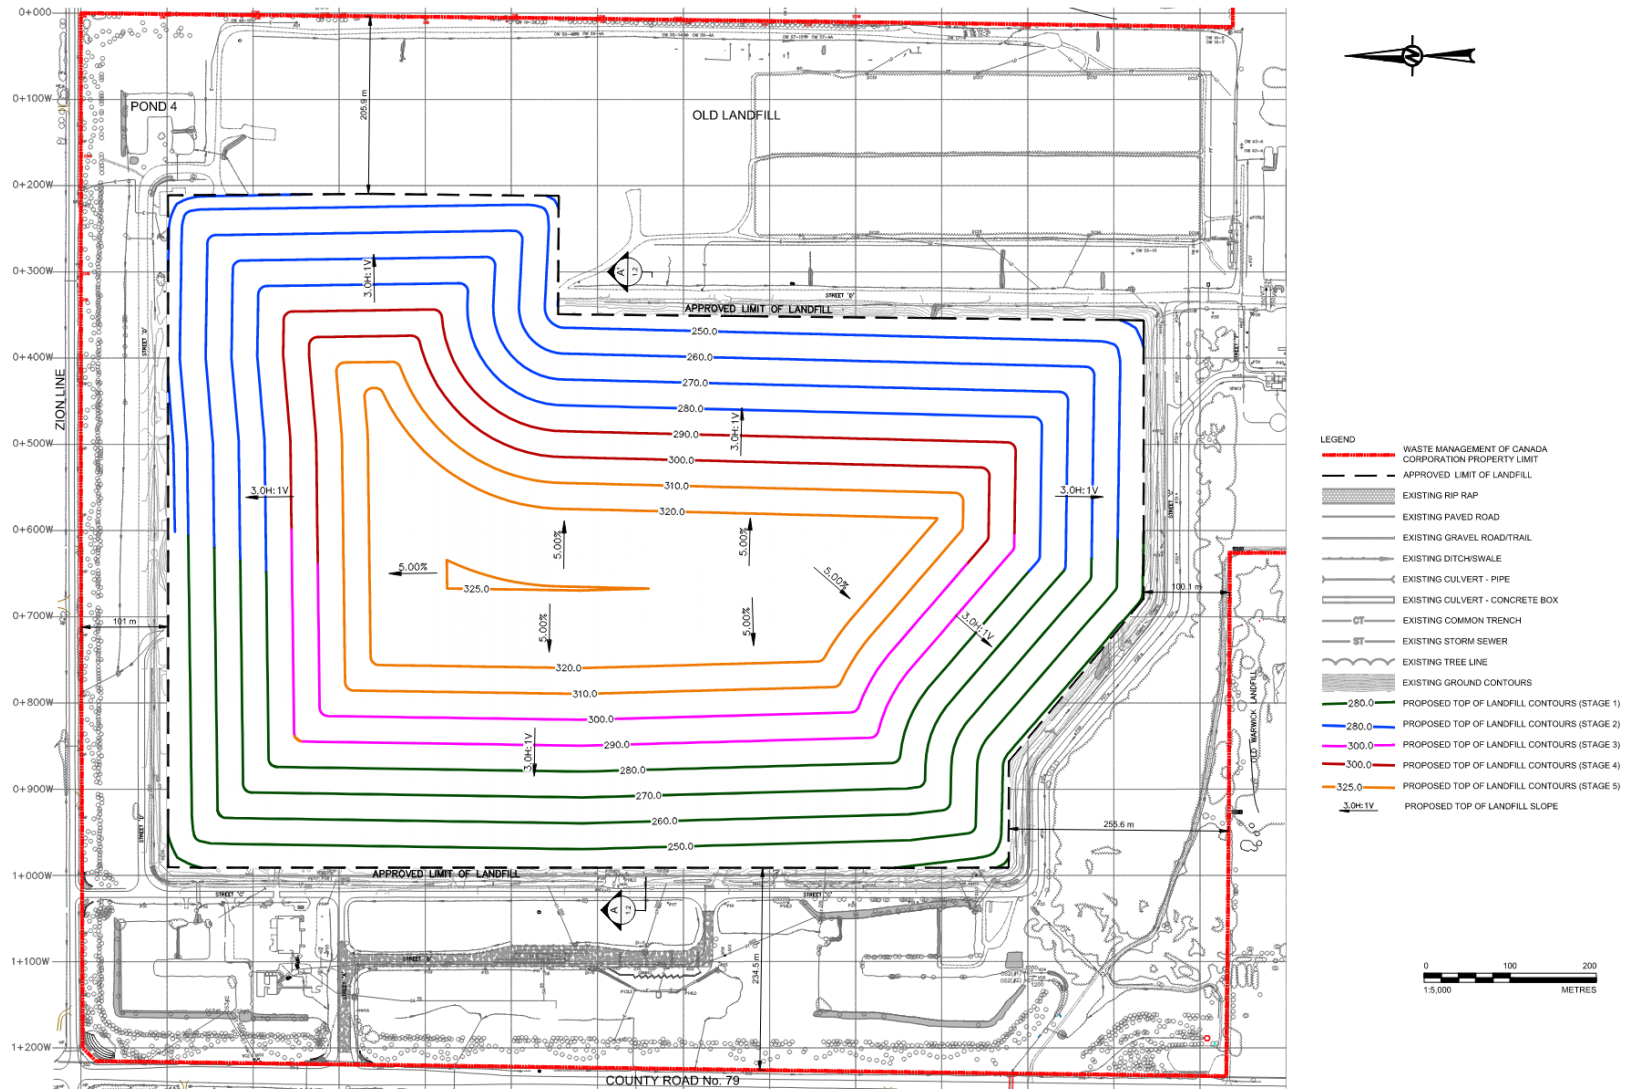 0+000
0+100W
0+200W
0+300W
0+400W
0+500W
0+600W
0+700W
0+800W
0+900W
1+000W
1+100W
1+200W
ZION LINE
POND 4
205.9 m
OLD LANDFILL
N
A'
1.2
STREET "D"
APPROVED LIMIT OF LANDFILL
250.0
260.0
270.0
280.0
290.0
300.0
310.0
320.0
325.0
320.0
310.0
300.0
290.0
280.0
270.0
260.0
250.0
3.0H:1V
3.0H:1V
3.0H:1V
3.0H:1V
3.0H:1V
3.0H:1V
5.00%
5.00%
5.00%
5.00%
5.00%
5.00%
101 m
100.1 m
255.6 m
234.5 m
OLD WARWICK LANDFILL
APPROVED LIMIT OF LANDFILL
STREET "C"
STREET "C"
A
1.2
COUNTY ROAD No. 79
LEGEND
WASTE MANAGEMENT OF CANADA
CORPORATION PROPERTY LIMIT
APPROVED LIMIT OF LANDFILL
EXISTING RIP RAP
EXISTING PAVED ROAD
EXISTING GRAVEL ROAD/TRAIL
EXISTING DITCH/SWALE
EXISTING CULVERT - PIPE
EXISTING CULVERT - CONCRETE BOX
CT EXISTING COMMON TRENCH
ST EXISTING STORM SEWER
EXISTING TREE LINE
EXISTING GROUND CONTOURS
280.0 PROPOSED TOP OF LANDFILL CONTOURS (STAGE 1)
280.0 PROPOSED TOP OF LANDFILL CONTOURS (STAGE 2)
300.0 PROPOSED TOP OF LANDFILL CONTOURS (STAGE 3)
300.0 PROPOSED TOP OF LANDFILL CONTOURS (STAGE 4)
325.0 PROPOSED TOP OF LANDFILL CONTOURS (STAGE 5)
3.0H:1V PROPOSED TOP OF LANDFILL SLOPE
0 100 200
1:5,000 METRES